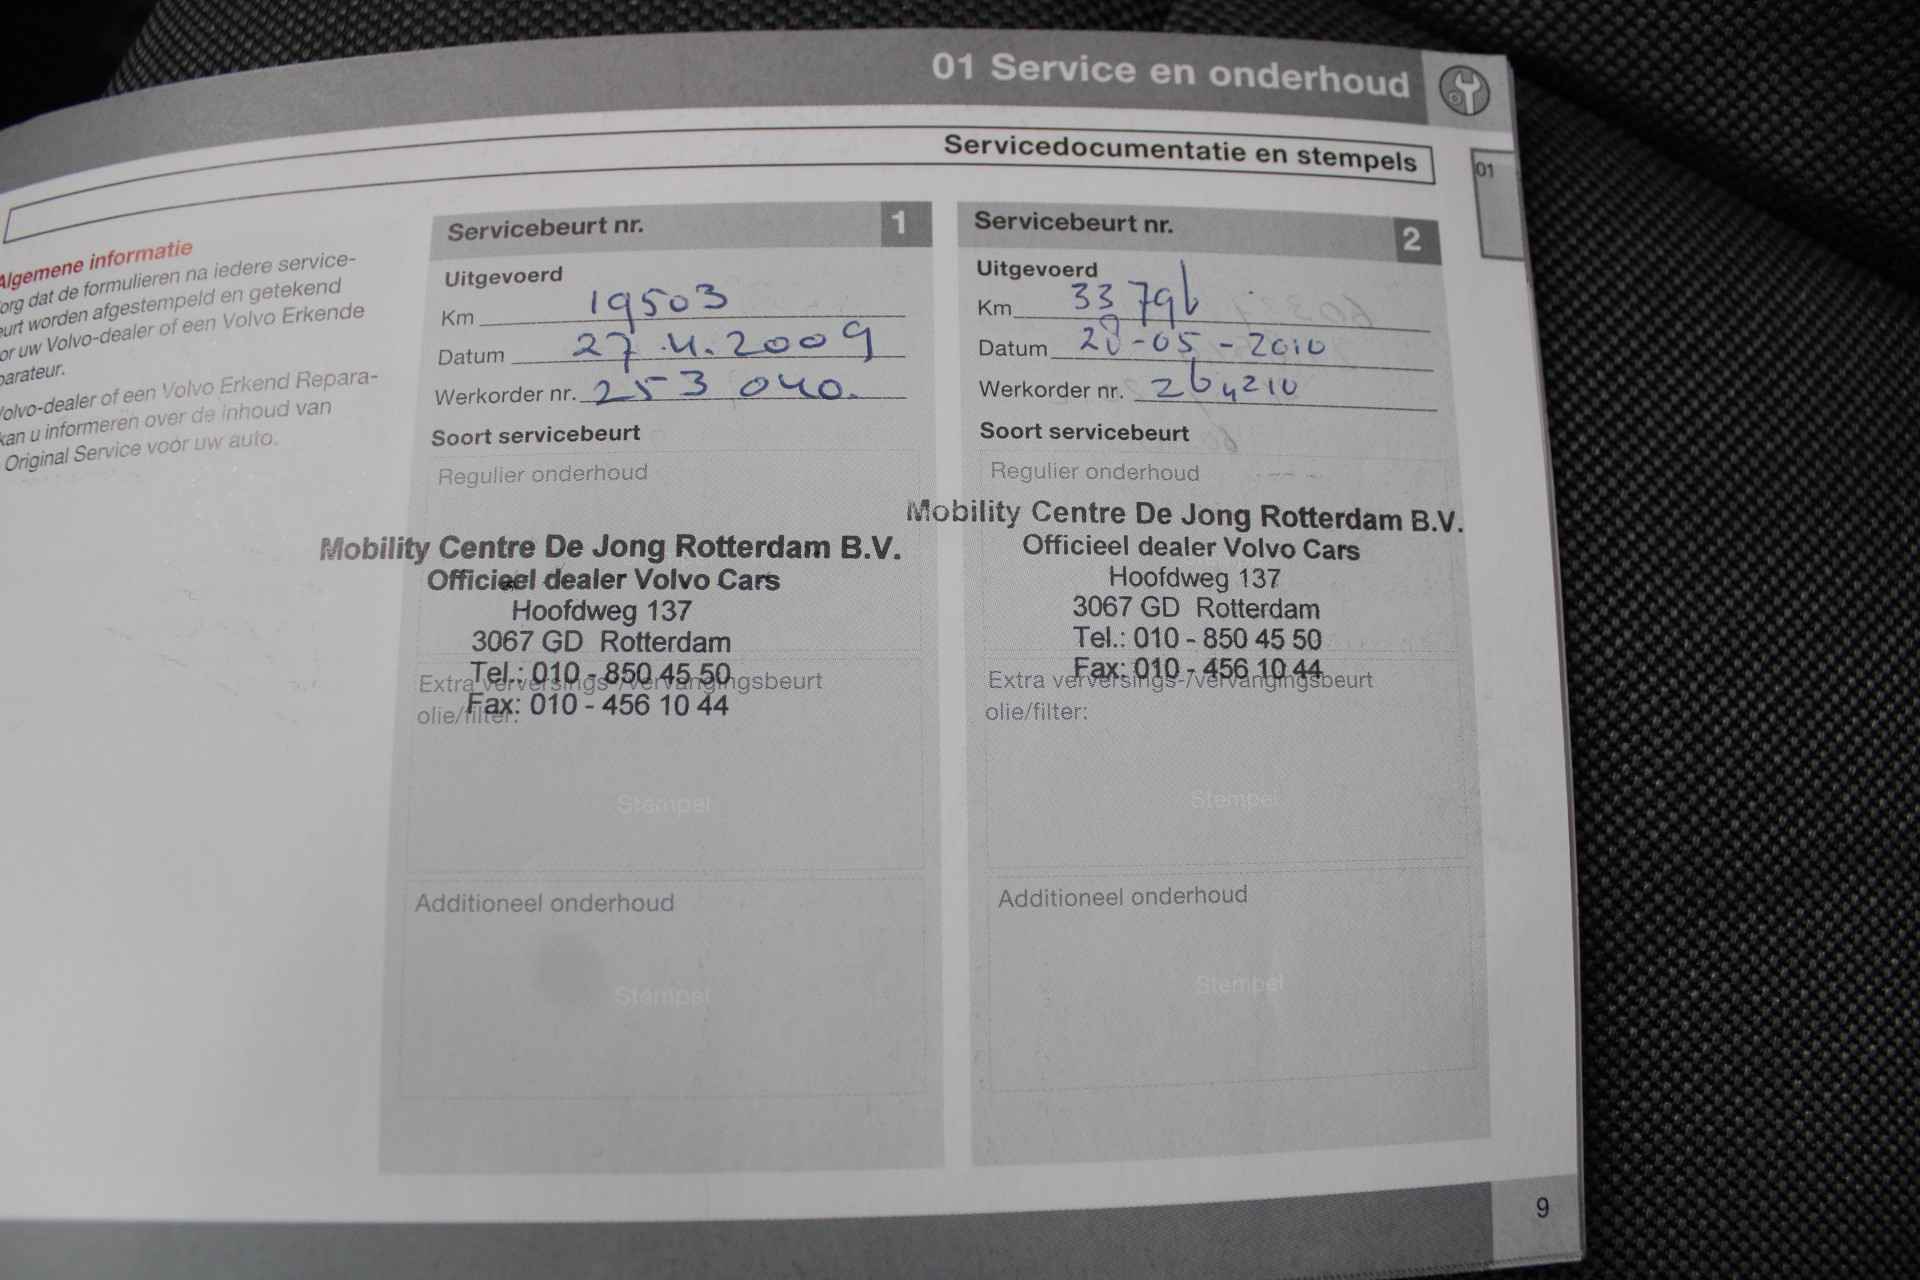 01 Service en onderhoud
Servicedocumentatie en stempels
01
Algemene informatie
org dat de formulieren na iedere service-
eurt worden afgestempeld en getekend
or uw Volvo-dealer of een Volvo Erkende
parateur.
Volvo-dealer of een Volvo Erkend Repara-
kan u informeren over de inhoud van
Original Service voor uw auto.
Servicebeurt nr. 1
Uitgevoerd
Km 19503
Datum 27.4.2009
Werkorder nr. 253 040.
Soort servicebeurt
Regulier onderhoud
Mobility Centre De Jong Rotterdam B.V.
Officieel dealer Volvo Cars
Hoofdweg 137
3067 GD Rotterdam
Tel.: 010 - 850 45 50
Fax: 010 - 456 10 44
Extra verversings-/vervangingsbeurt
olie/filter:
Stempel
Additioneel onderhoud
Stempel
Servicebeurt nr. 2
Uitgevoerd
Km 33796
Datum 28-05-2010
Werkorder nr. 264210
Soort servicebeurt
Regulier onderhoud
Mobility Centre De Jong Rotterdam B.V.
Officieel dealer Volvo Cars
Hoofdweg 137
3067 GD Rotterdam
Tel.: 010 - 850 45 50
Fax: 010 - 456 10 44
Extra verversings-/vervangingsbeurt
olie/filter:
Stempel
Additioneel onderhoud
Stempel
9